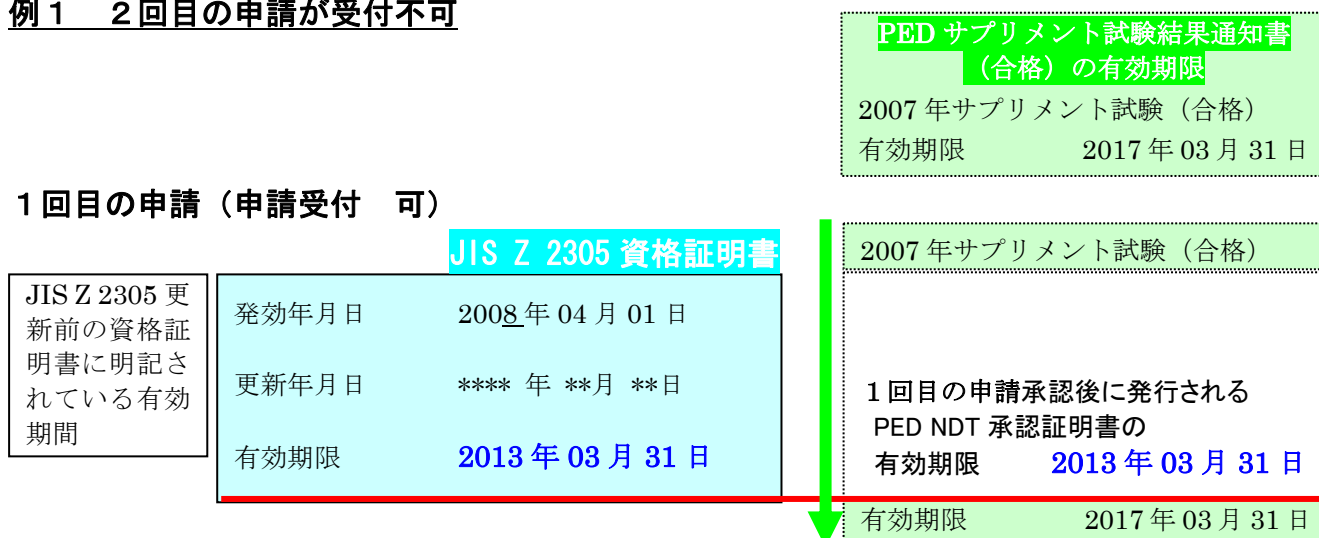 例１　２回目の申請が受付不可
PED サプリメント試験結果通知書
（合格）の有効期限
2007 年サプリメント試験（合格）
有効期限 2017 年 03 月 31 日
１回目の申請（申請受付　可）
JIS Z 2305 資格証明書
JIS Z 2305 更
新前の資格証
明書に明記さ
れている有効
期間
発効年月日 2008 年 04 月 01 日
更新年月日 **** 年 **月 **日
有効期限 2013 年 03 月 31 日
2007 年サプリメント試験（合格）
１回目の申請承認後に発行される
PED NDT 承認証明書の
有効期限 2013 年 03 月 31 日
有効期限 2017 年 03 月 31 日